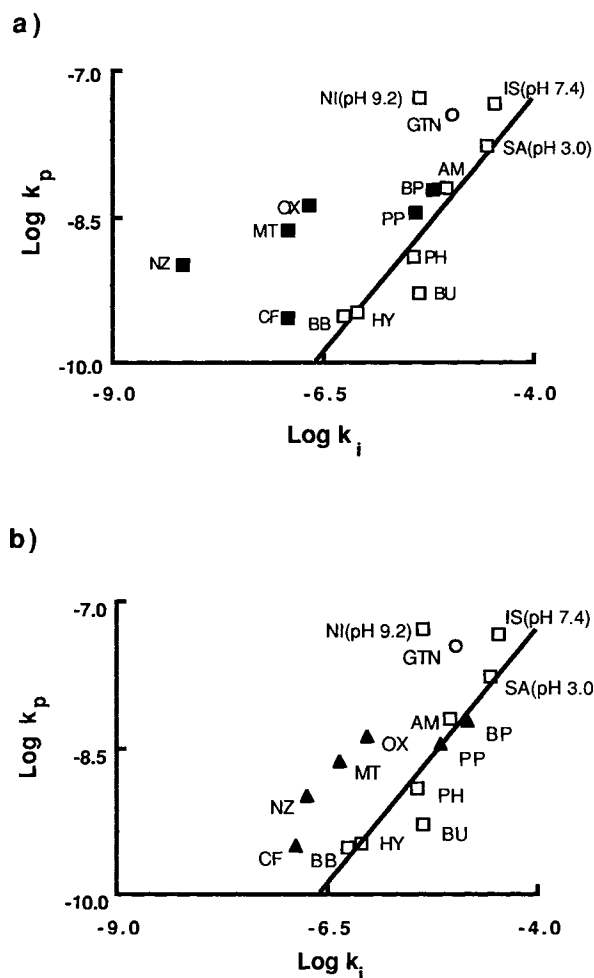 a)
-7.0
NI(pH 9.2)
IS(pH 7.4)
GTN
SA(pH 3.0)
AM
BP
OX
PP
-8.5
MT
NZ
PH
BU
CF
BB
HY
-10.0
-9.0
-6.5
-4.0
Log k p
Log k i
b)
-7.0
NI(pH 9.2)
IS(pH 7.4)
GTN
SA(pH 3.0
AM
BP
OX
PP
-8.5
MT
NZ
PH
BU
CF
BB
HY
-10.0
-9.0
-6.5
-4.0
Log k p
Log k i